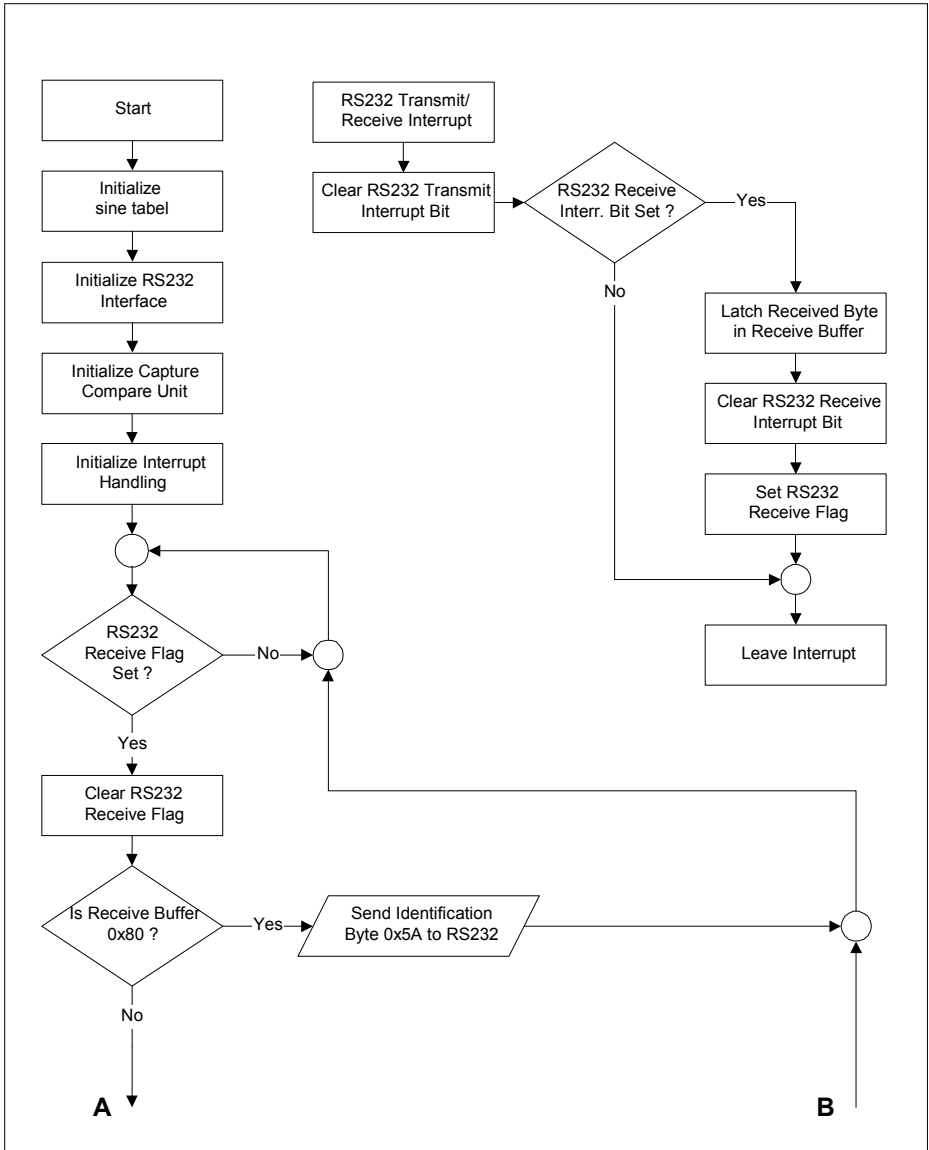 Start
Initialize
sine tabel
Initialize RS232
Interface
Initialize Capture
Compare Unit
Initialize Interrupt
Handling
RS232
Receive Flag
Set ?
No
Yes
Clear RS232
Receive Flag
Is Receive Buffer
0x80 ?
Yes
Send Identification
Byte 0x5A to RS232
No
A
B
RS232 Transmit/
Receive Interrupt
Clear RS232 Transmit
Interrupt Bit
RS232 Receive
Interr. Bit Set ?
Yes
No
Latch Received Byte
in Receive Buffer
Clear RS232 Receive
Interrupt Bit
Set RS232
Receive Flag
Leave Interrupt